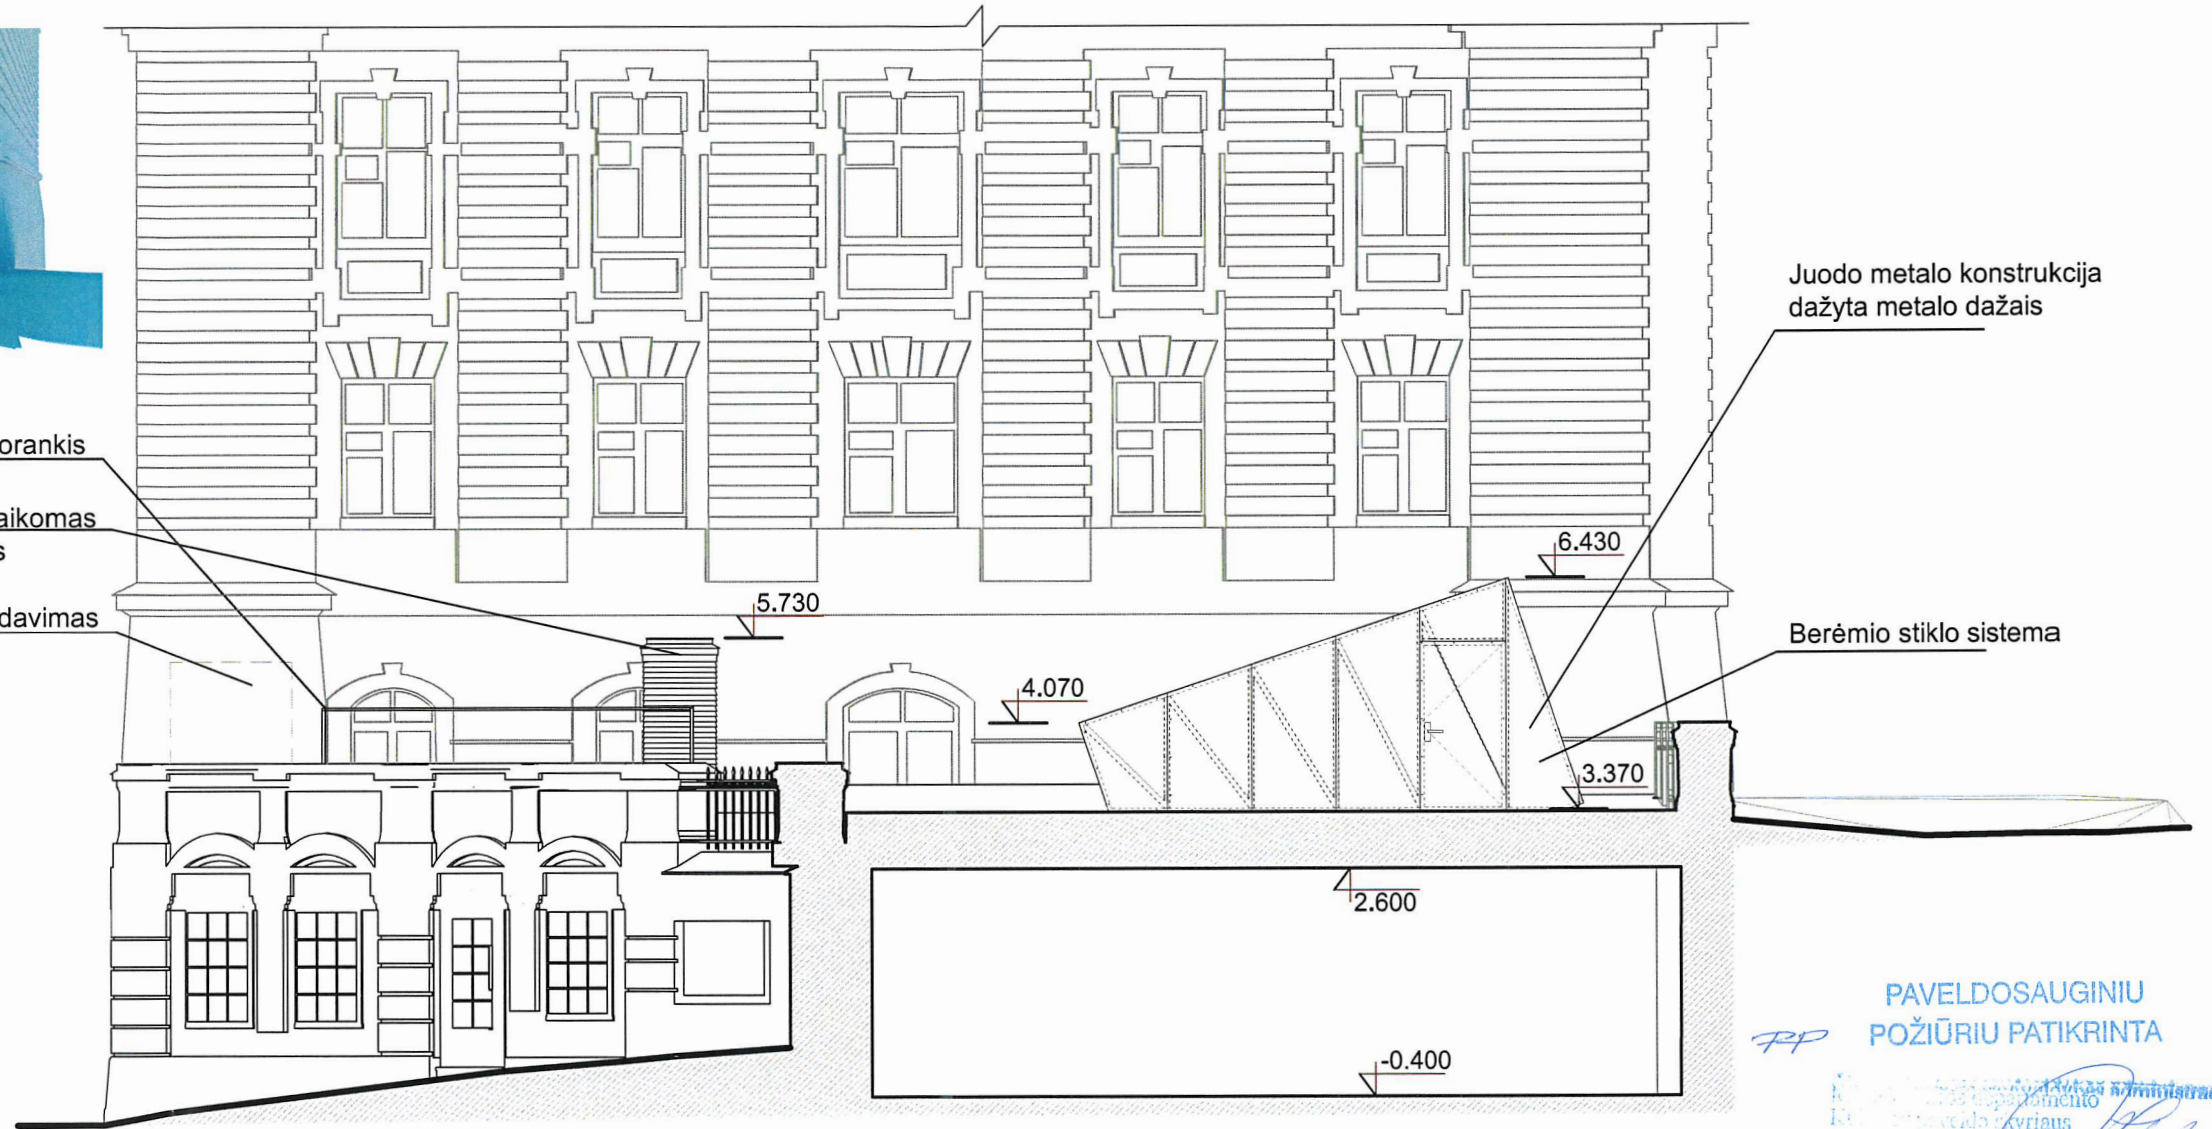 Juodo metalo konstrukcija
dažyta metalo dažais
orankis
aikomas
s
davimas
6.430
5.730
Berėmio stiklo sistema
4.070
3.370
2.600
-0.400
PAVELDOSAUGINIU
POŽIŪRIU PATIKRINTA
skyriaus